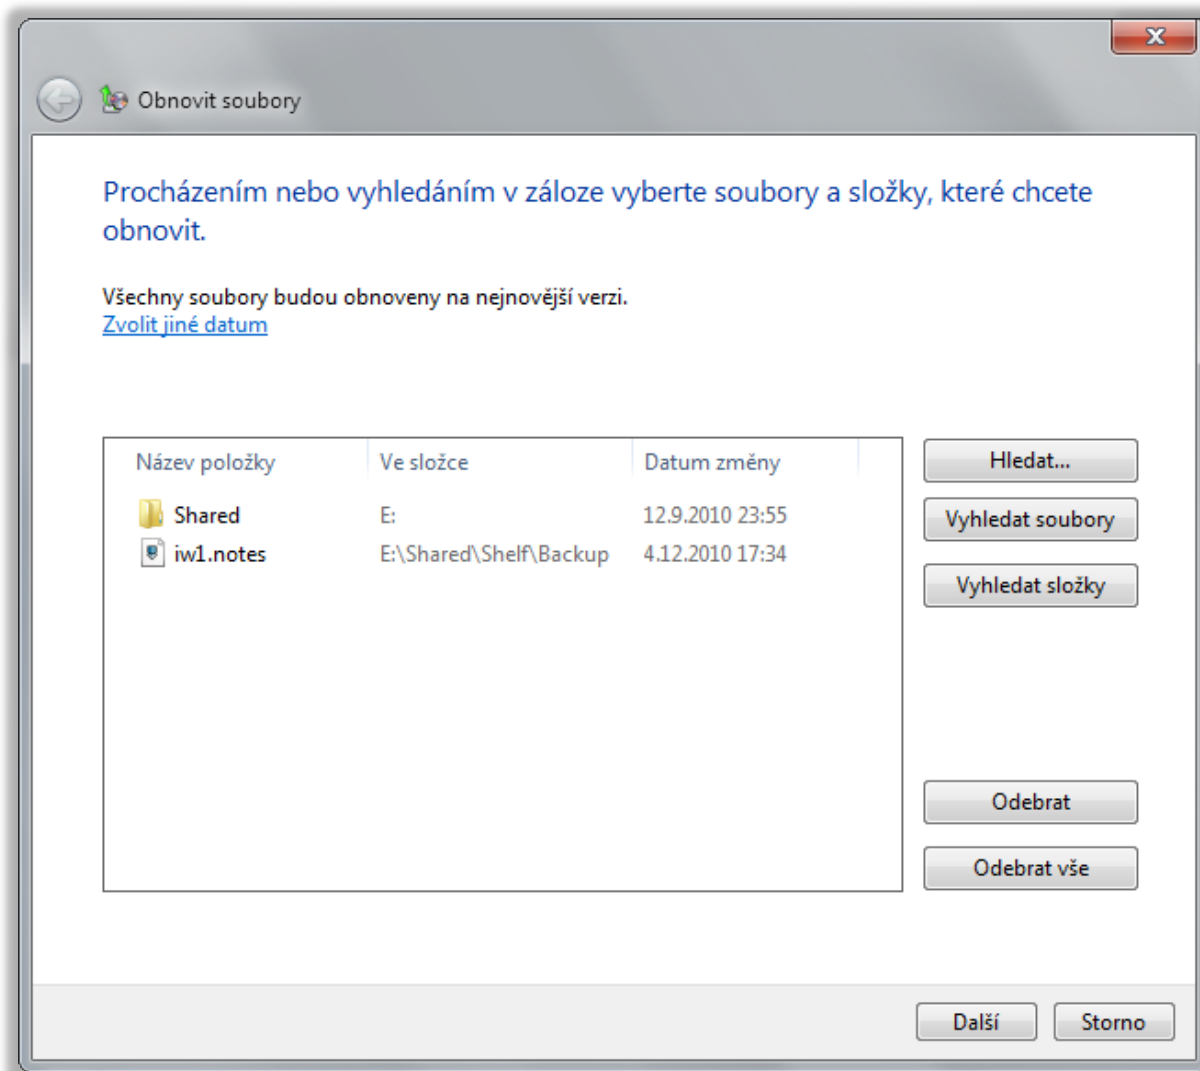 Obnovit soubory
Procházením nebo vyhledáním v záloze vyberte soubory a složky, které chcete
obnovit.
Všechny soubory budou obnoveny na nejnovější verzi.
Zvolit jiné datum
Název položky Ve složce Datum změny
Shared E: 12.9.2010 23:55
iw1.notes E:\Shared\Shelf\Backup 4.12.2010 17:34
Hledat...
Vyhledat soubory
Vyhledat složky
Odebrat
Odebrat vše
Další Storno